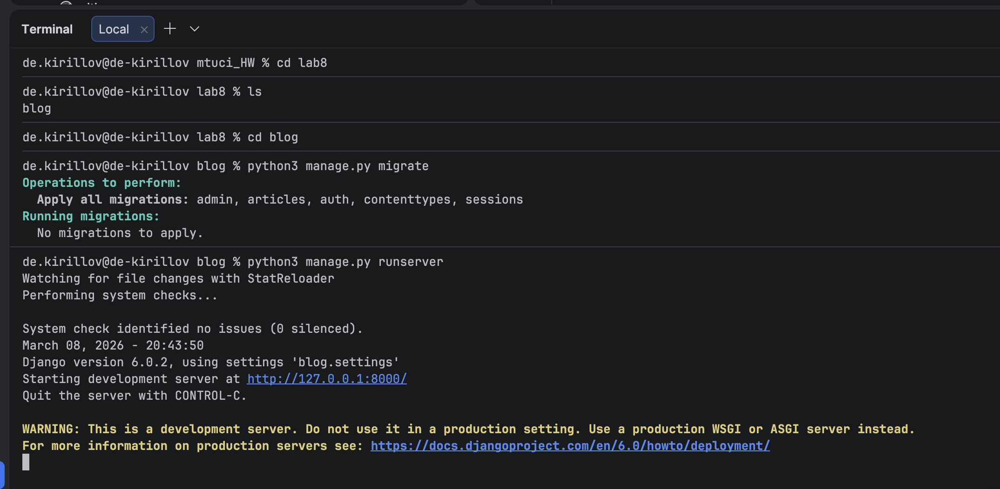 Terminal Local
de.kirillov@de-kirillov mtuci_HW % cd lab8
de.kirillov@de-kirillov lab8 % ls
blog
de.kirillov@de-kirillov lab8 % cd blog
de.kirillov@de-kirillov blog % python3 manage.py migrate
Operations to perform:
  Apply all migrations: admin, articles, auth, contenttypes, sessions
Running migrations:
  No migrations to apply.
de.kirillov@de-kirillov blog % python3 manage.py runserver
Watching for file changes with StatReloader
Performing system checks...
System check identified no issues (0 silenced).
March 08, 2026 - 20:43:50
Django version 6.0.2, using settings 'blog.settings'
Starting development server at http://127.0.0.1:8000/
Quit the server with CONTROL-C.
WARNING: This is a development server. Do not use it in a production setting. Use a production WSGI or ASGI server instead.
For more information on production servers see: https://docs.djangoproject.com/en/6.0/howto/deployment/